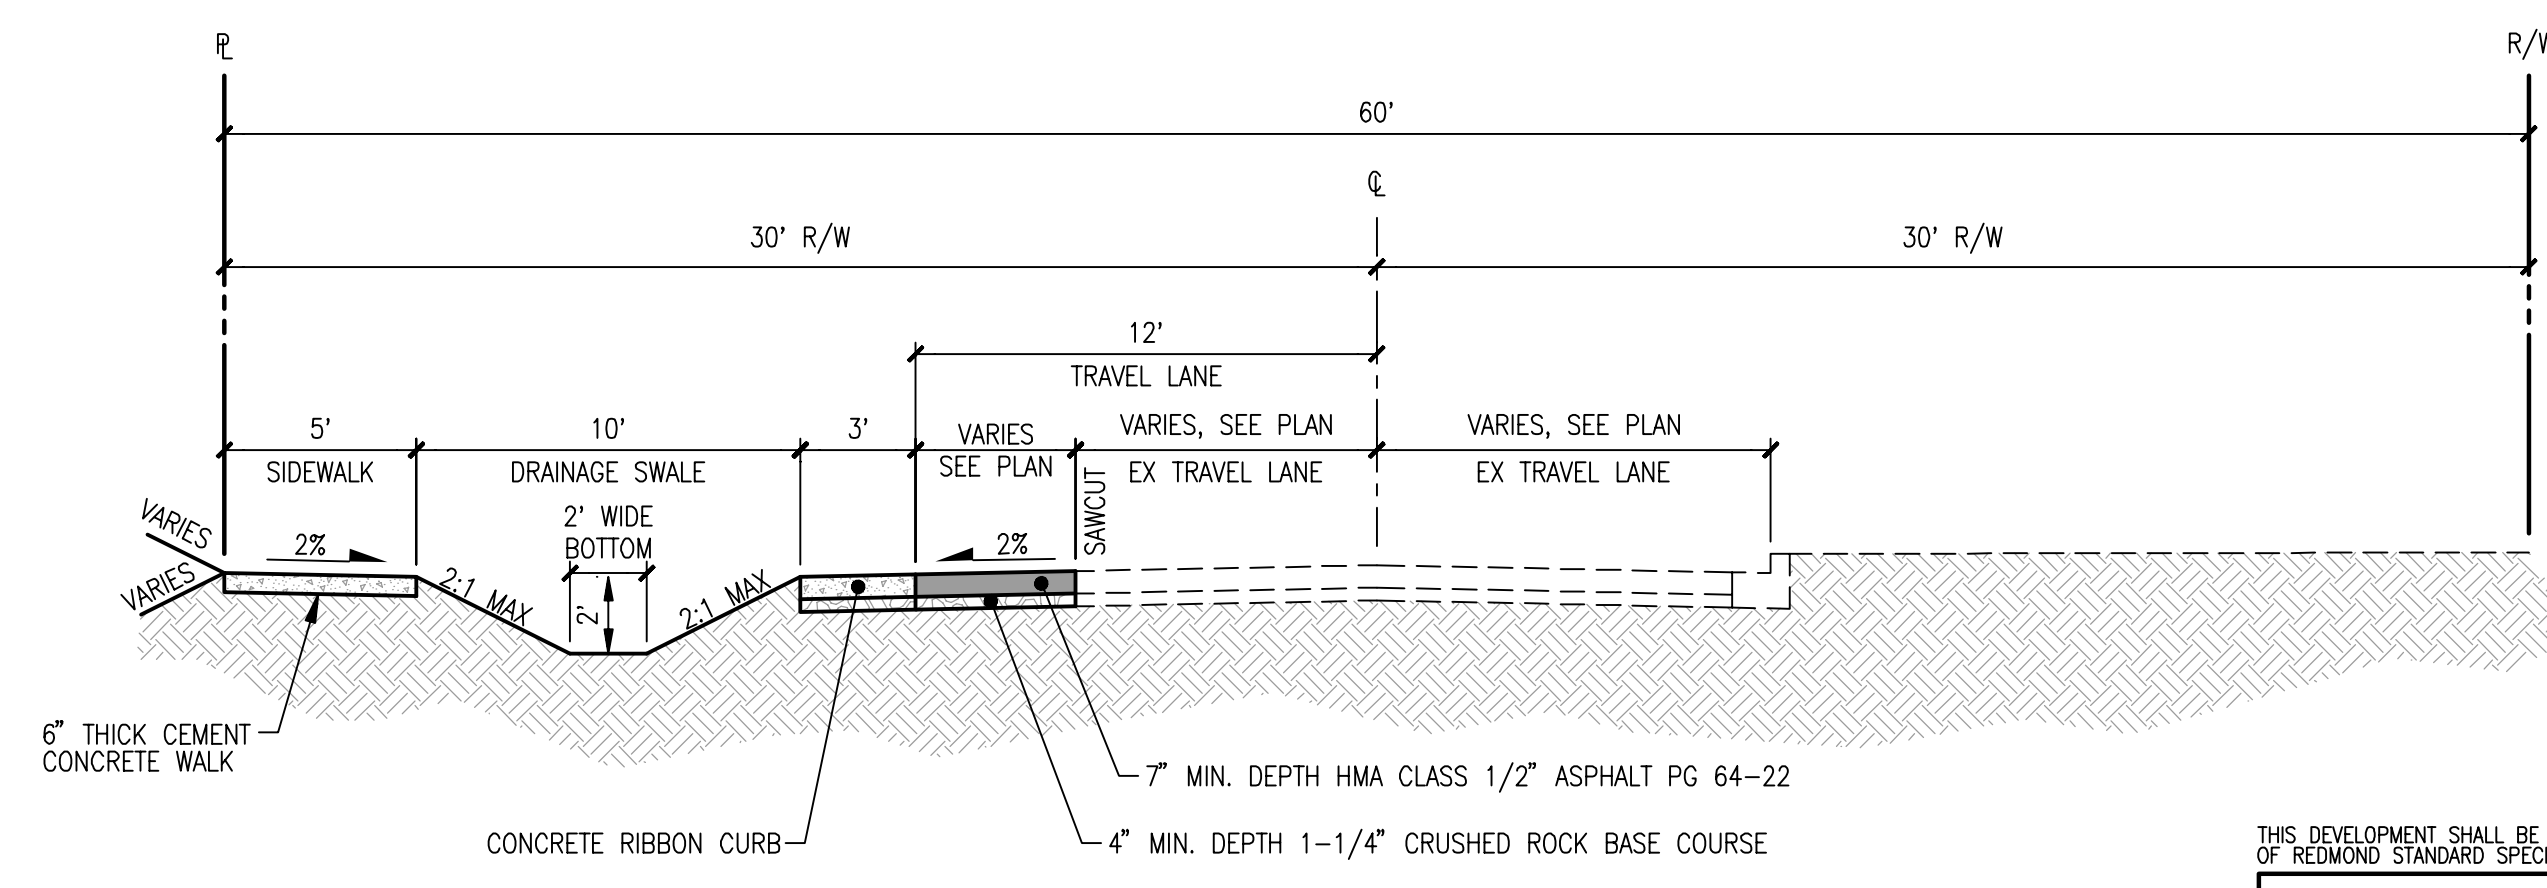 PL
R/W
60'
CL
30' R/W
30' R/W
12'
TRAVEL LANE
5'
SIDEWALK
10'
DRAINAGE SWALE
3'
VARIES
SEE PLAN
VARIES, SEE PLAN
EX TRAVEL LANE
VARIES, SEE PLAN
EX TRAVEL LANE
SAWCUT
VARIES
VARIES
2%
2:1 MAX
2' WIDE
BOTTOM
2'
2:1 MAX
2%
6" THICK CEMENT
CONCRETE WALK
7" MIN. DEPTH HMA CLASS 1/2" ASPHALT PG 64-22
CONCRETE RIBBON CURB
4" MIN. DEPTH 1-1/4" CRUSHED ROCK BASE COURSE
THIS DEVELOPMENT SHALL BE
OF REDMOND STANDARD SPECI